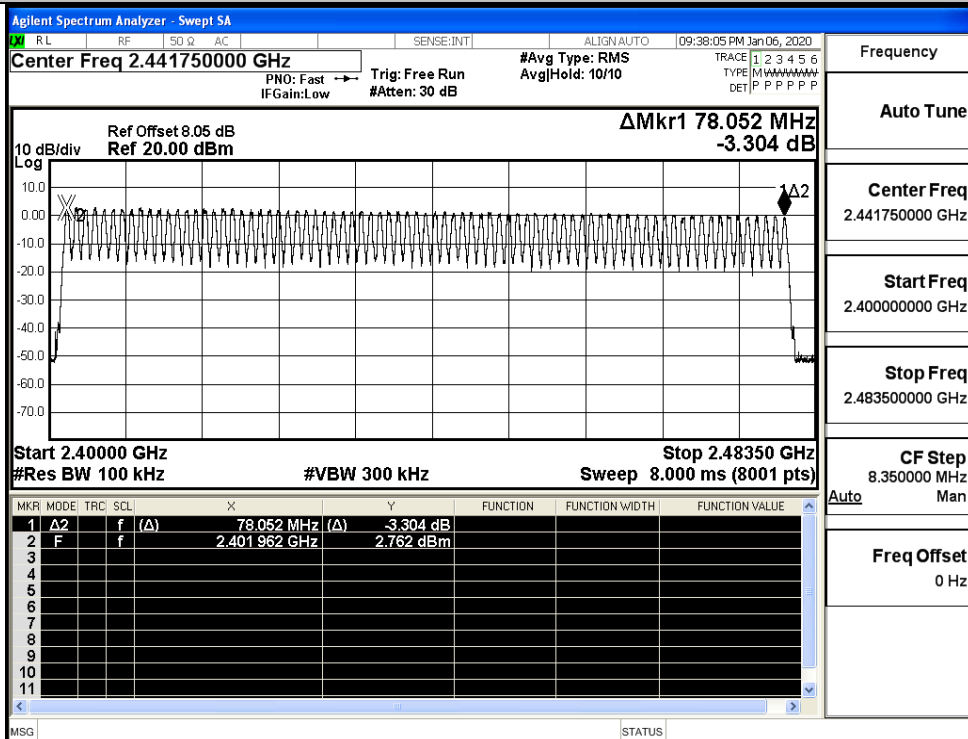 Agilent Spectrum Analyzer - Swept SA
LXI RL RF 50 Ω AC SENSE:INT ALIGN AUTO 09:38:05 PM Jan 06, 2020
Center Freq 2.441750000 GHz
PNO: Fast
IFGain:Low
Trig: Free Run
#Atten: 30 dB
#Avg Type: RMS
Avg|Hold: 10/10
TRACE 1 2 3 4 5 6
TYPE M WWWWW
DET P P P P P P
Ref Offset 8.05 dB
10 dB/div Ref 20.00 dBm
Log
ΔMkr1 78.052 MHz
-3.304 dB
10.0
0.00
-10.0
-20.0
-30.0
-40.0
-50.0
-60.0
-70.0
2
1Δ2
Start 2.40000 GHz Stop 2.48350 GHz
#Res BW 100 kHz #VBW 300 kHz Sweep 8.000 ms (8001 pts)
MKR MODE TRC SCL X Y FUNCTION FUNCTION WIDTH FUNCTION VALUE
1 Δ2 f (Δ) 78.052 MHz (Δ) -3.304 dB
2 F f 2.401 962 GHz 2.762 dBm
3
4
5
6
7
8
9
10
11
MSG STATUS
Frequency
Auto Tune
Center Freq
2.441750000 GHz
Start Freq
2.400000000 GHz
Stop Freq
2.483500000 GHz
CF Step
8.350000 MHz
Auto Man
Freq Offset
0 Hz